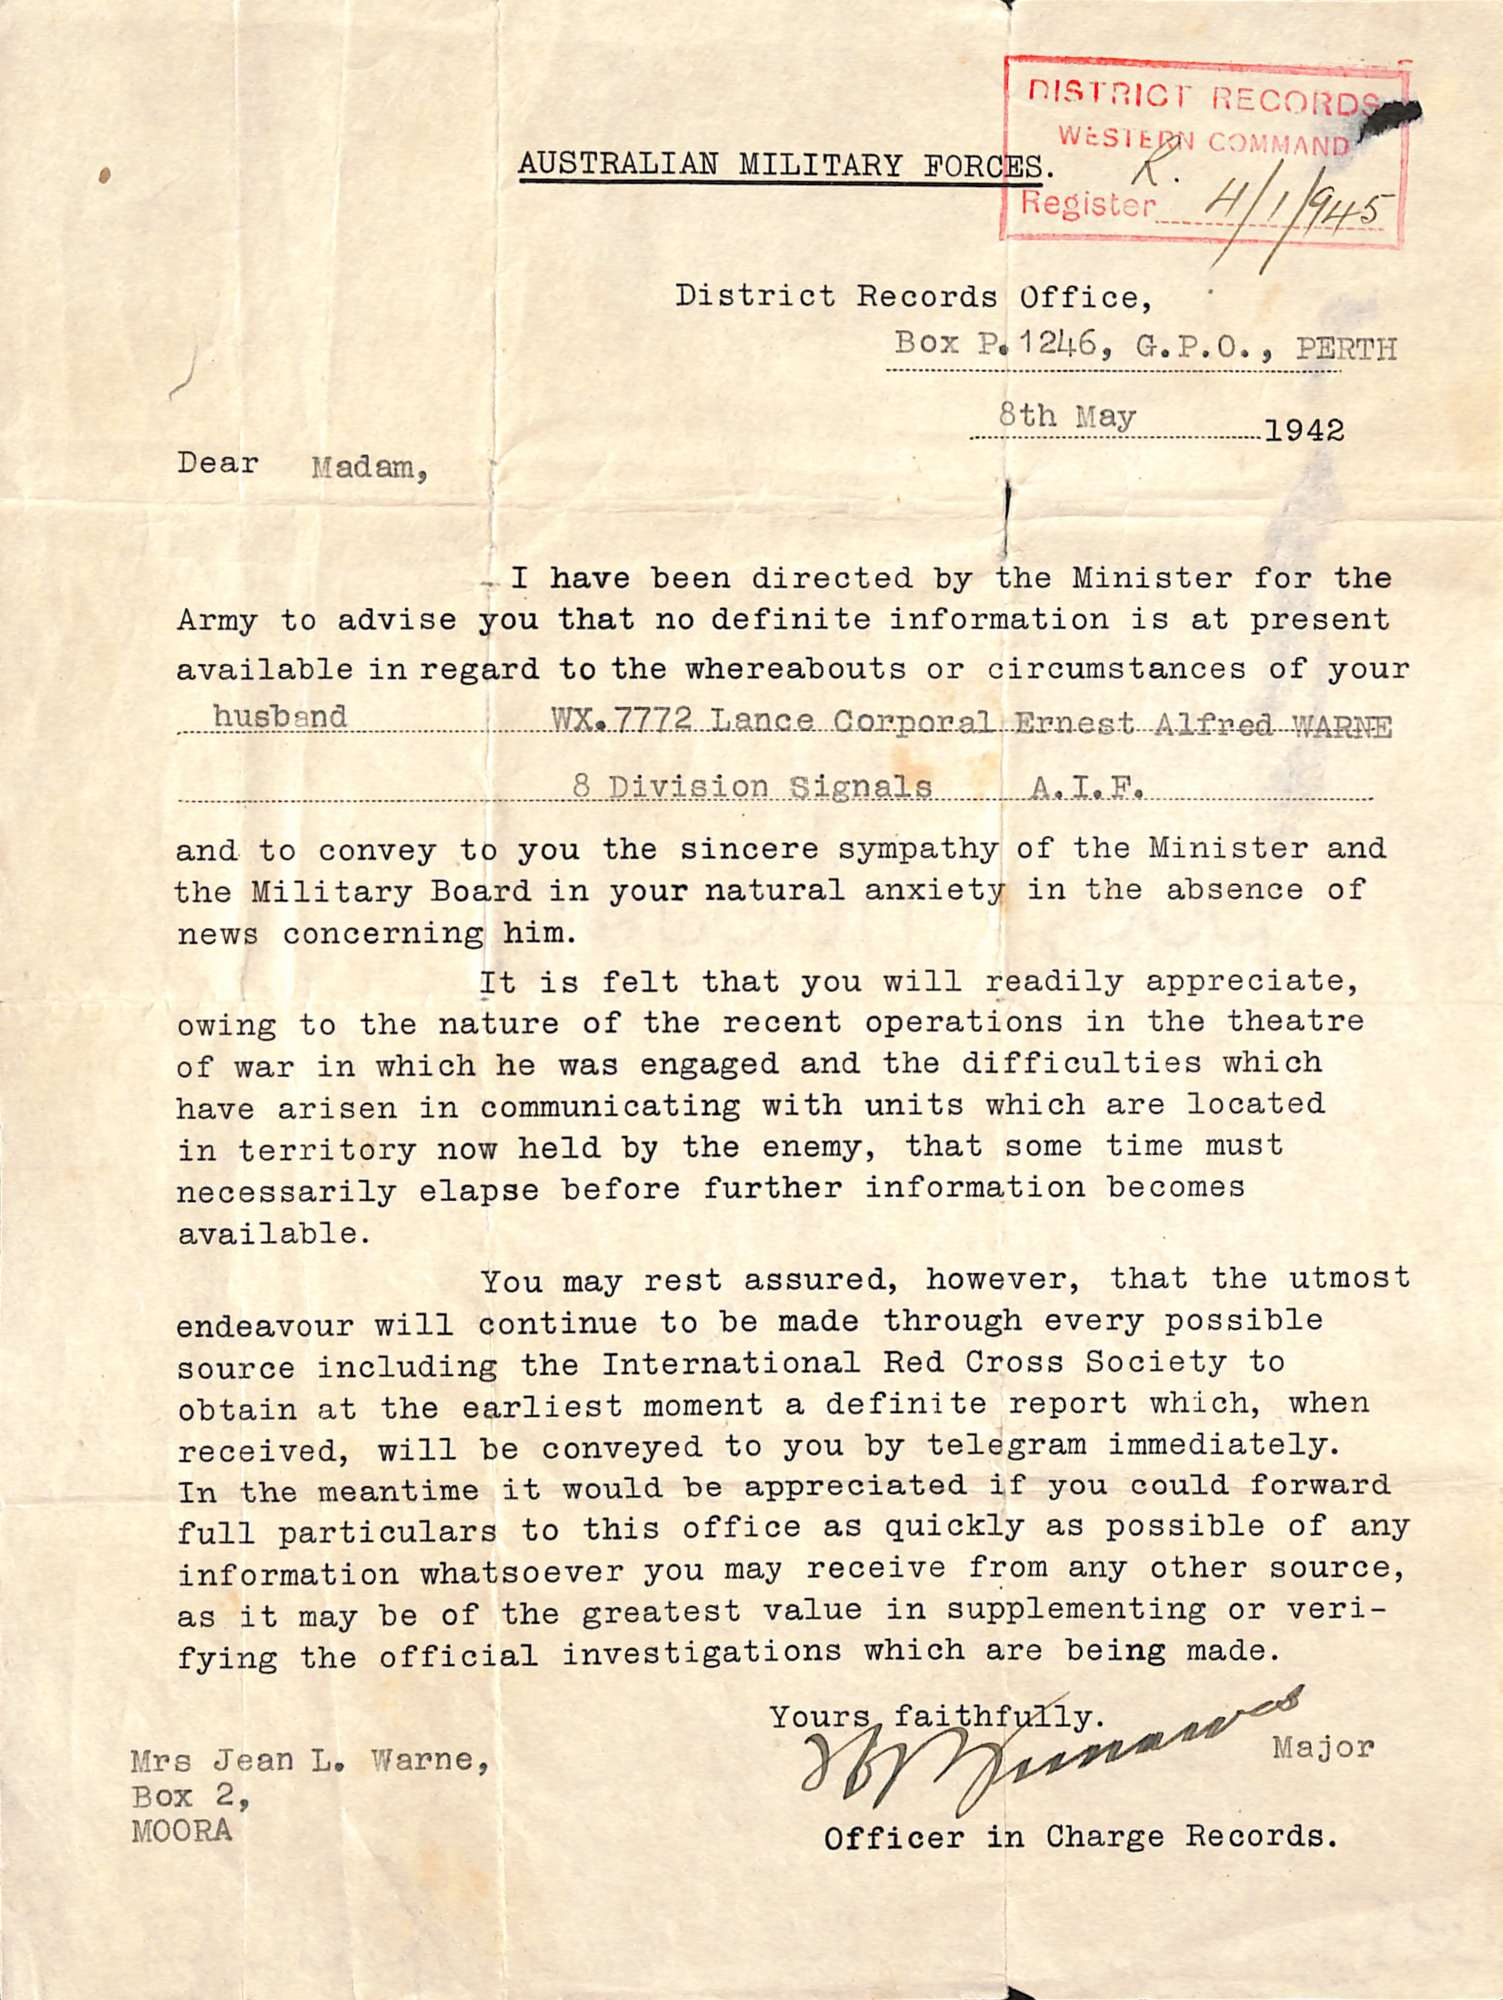 DISTRICT RECORDS
WESTERN COMMAND
R.
Register 4/1/945
AUSTRALIAN MILITARY FORCES.
District Records Office,
Box P.1246, G.P.O., PERTH
8th May 1942
Dear Madam,
I have been directed by the Minister for the
Army to advise you that no definite information is at present
available in regard to the whereabouts or circumstances of your
husband WX.7772 Lance Corporal Ernest Alfred WARNE
8 Division Signals A.I.F.
and to convey to you the sincere sympathy of the Minister and
the Military Board in your natural anxiety in the absence of
news concerning him.
It is felt that you will readily appreciate,
owing to the nature of the recent operations in the theatre
of war in which he was engaged and the difficulties which
have arisen in communicating with units which are located
in territory now held by the enemy, that some time must
necessarily elapse before further information becomes
available.
You may rest assured, however, that the utmost
endeavour will continue to be made through every possible
source including the International Red Cross Society to
obtain at the earliest moment a definite report which, when
received, will be conveyed to you by telegram immediately.
In the meantime it would be appreciated if you could forward
full particulars to this office as quickly as possible of any
information whatsoever you may receive from any other source,
as it may be of the greatest value in supplementing or veri-
fying the official investigations which are being made.
Yours faithfully.
Major
Officer in Charge Records.
Mrs Jean L. Warne,
Box 2,
MOORA